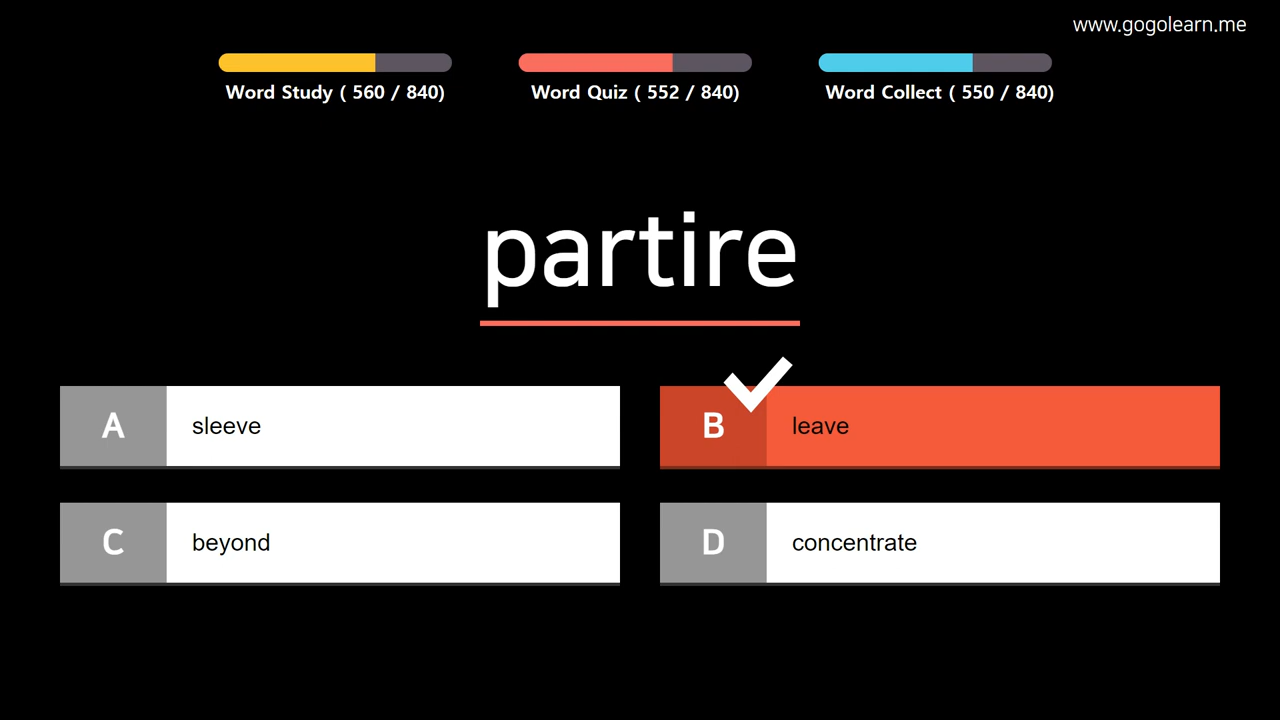 www.gogolearn.me
Word Study ( 560 / 840)
Word Quiz ( 552 / 840)
Word Collect ( 550 / 840)
partire
A
sleeve
B
leave
C
beyond
D
concentrate